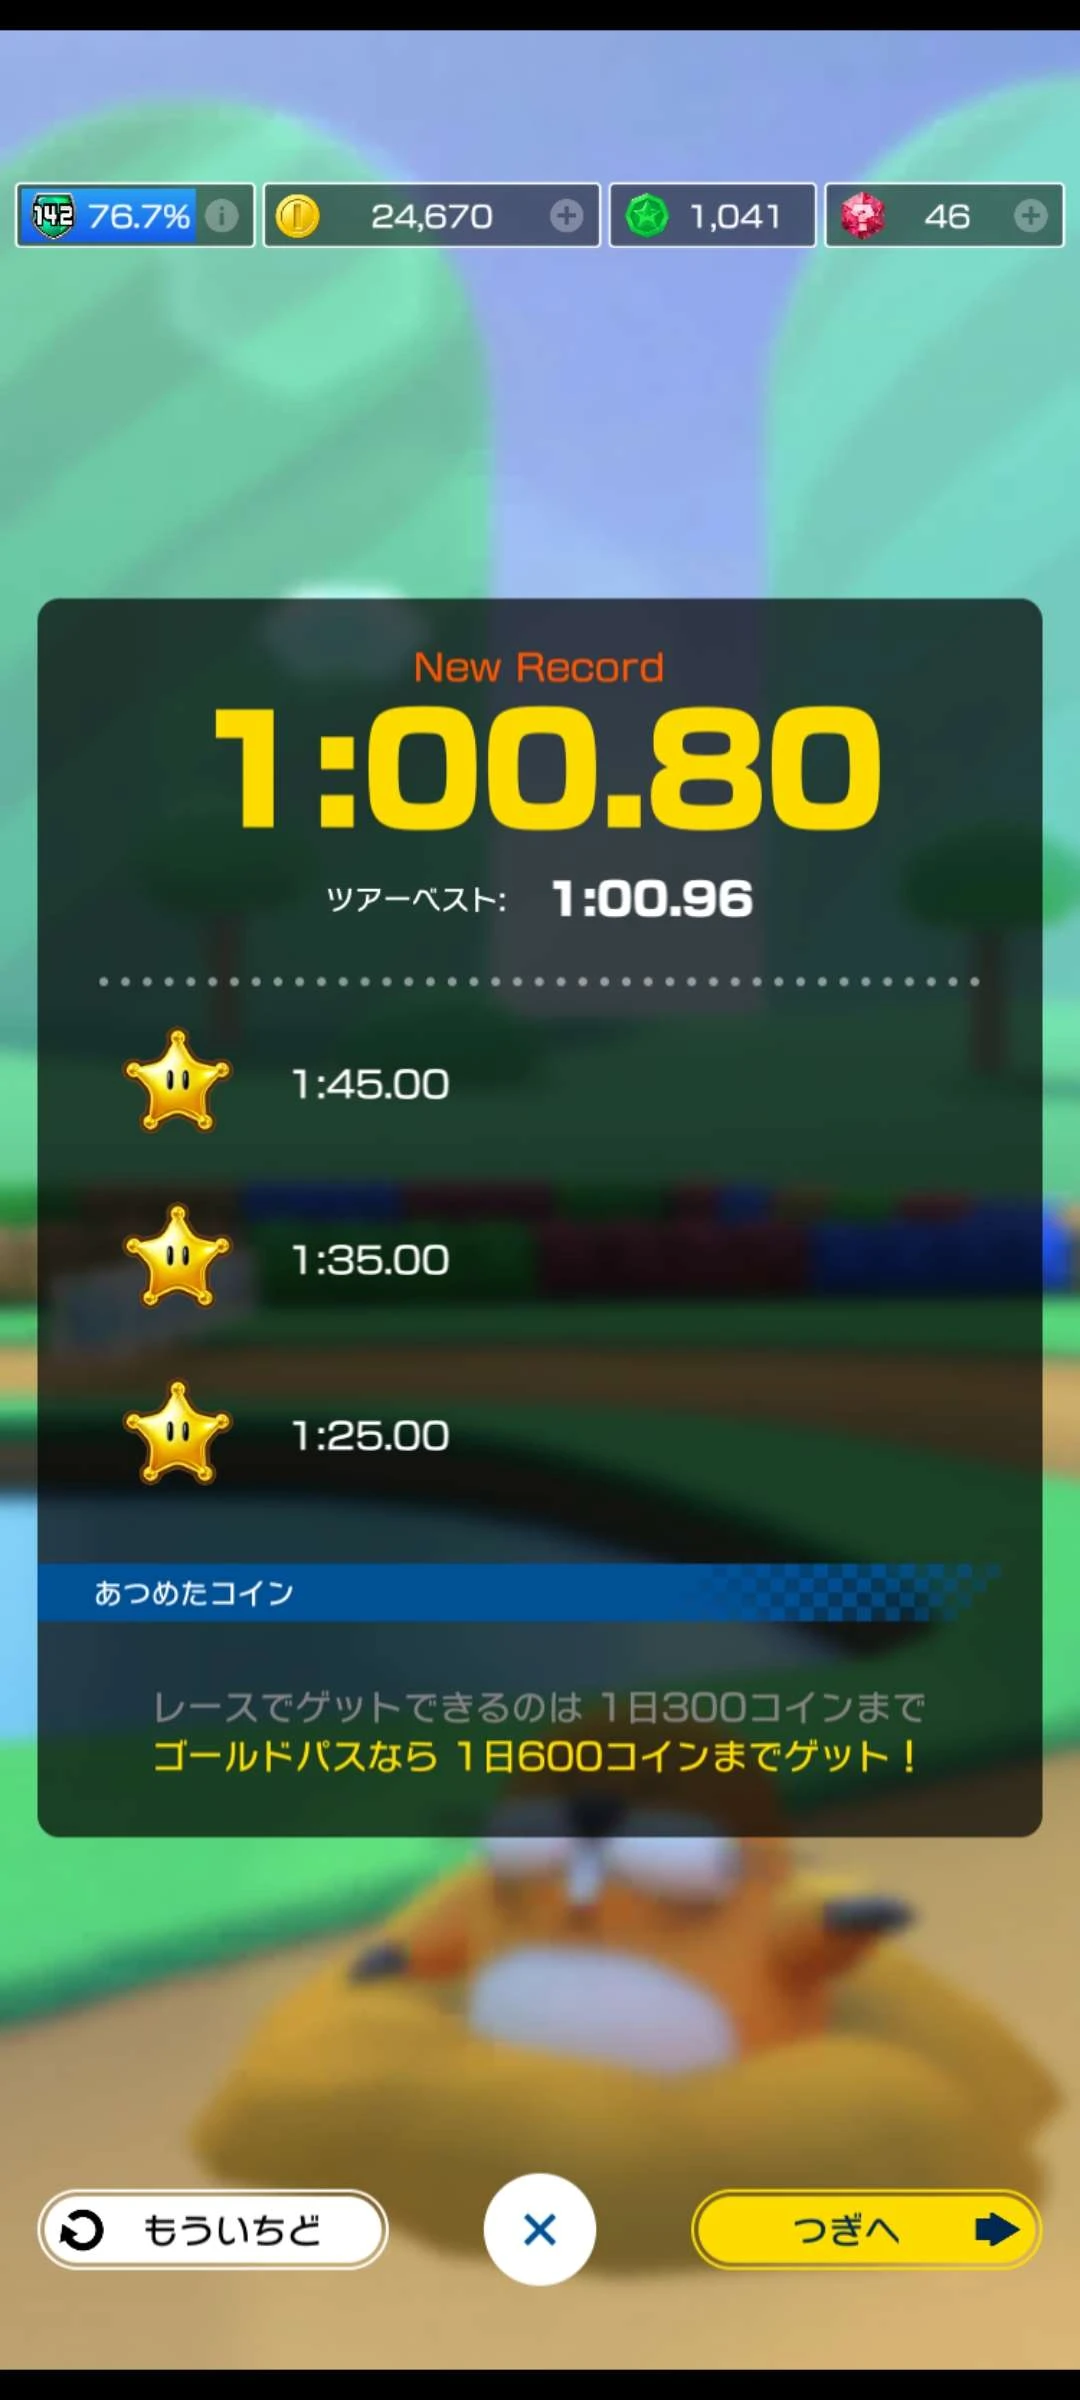 142 76.7% 24,670 1,041 46
New Record
1:00.80
ツアーベスト: 1:00.96
1:45.00
1:35.00
1:25.00
あつめたコイン
レースでゲットできるのは 1日300コインまで
ゴールドパスなら 1日600コインまでゲット！
もういちど つぎへ